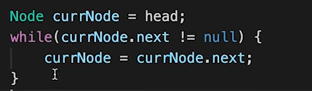 Node currNode = head;
while(currNode.next != null) {
    currNode = currNode.next;
}